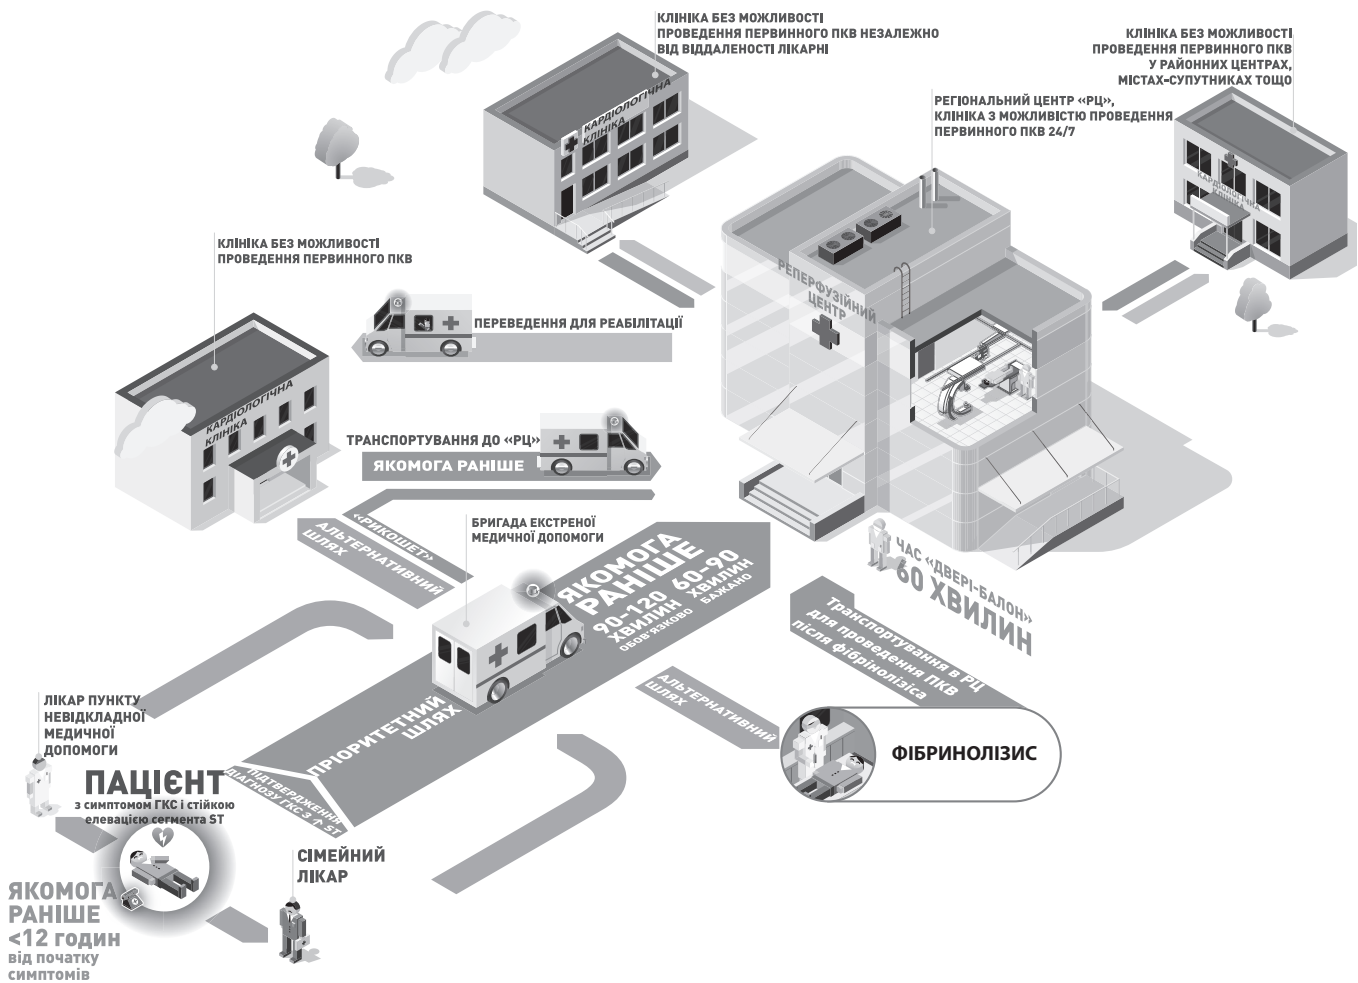 КЛІНІКА БЕЗ МОЖЛИВОСТІ
ПРОВЕДЕННЯ ПЕРВИННОГО ПКВ НЕЗАЛЕЖНО
ВІД ВІДДАЛЕНОСТІ ЛІКАРНІ
КЛІНІКА БЕЗ МОЖЛИВОСТІ
ПРОВЕДЕННЯ ПЕРВИННОГО ПКВ
У РАЙОННИХ ЦЕНТРАХ,
МІСТАХ-СУПУТНИКАХ ТОЩО
РЕГІОНАЛЬНИЙ ЦЕНТР «РЦ»,
КЛІНІКА З МОЖЛИВІСТЮ ПРОВЕДЕННЯ
ПЕРВИННОГО ПКВ 24/7
КАРДІОЛОГІЧНА
КЛІНІКА
КАРДІОЛОГІЧНА
КЛІНІКА
КЛІНІКА БЕЗ МОЖЛИВОСТІ
ПРОВЕДЕННЯ ПЕРВИННОГО ПКВ
РЕПЕРФУЗІЙНИЙ
ЦЕНТР
ПЕРЕВЕДЕННЯ ДЛЯ РЕАБІЛІТАЦІЇ
КАРДІОЛОГІЧНА
КЛІНІКА
ТРАНСПОРТУВАННЯ ДО «РЦ»
ЯКОМОГА РАНІШЕ
«РИКОШЕТ»
АЛЬТЕРНАТИВНИЙ
ШЛЯХ
БРИГАДА ЕКСТРЕНОЇ
МЕДИЧНОЇ ДОПОМОГИ
ЯКОМОГА
РАНІШЕ
90-120
ХВИЛИН
ОБОВ'ЯЗКОВО
60-90
ХВИЛИН
БАЖАНО
ЧАС «ДВЕРІ-БАЛОН»
60 ХВИЛИН
Транспортування в РЦ
для проведення ПКВ
після фібрінолізіса
АЛЬТЕРНАТИВНИЙ
ШЛЯХ
ФІБРИНОЛІЗИС
ПРІОРИТЕТНИЙ
ШЛЯХ
ПІДТВЕРДЖЕННЯ
ДІАГНОЗУ ГКС З ↑ ST
ЛІКАР ПУНКТУ
НЕВІДКЛАДНОЇ
МЕДИЧНОЇ
ДОПОМОГИ
ПАЦІЄНТ
з симптомом ГКС і стійкою
елевацією сегмента ST
СІМЕЙНИЙ
ЛІКАР
ЯКОМОГА
РАНІШЕ
<12 годин
від початку
симптомів